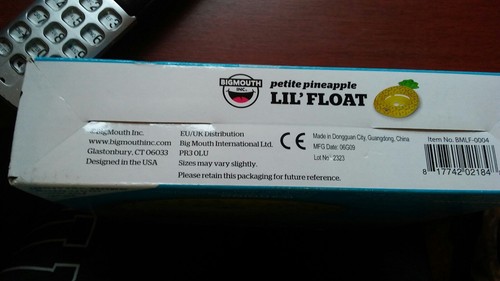 BIGMOUTH
INC.
petite pineapple
LIL' FLOAT
BigMouth Inc.
www.bigmouthinc.com
Glastonbury, CT 06033
Designed in the USA
EU/UK Distribution
Big Mouth International Ltd.
PR3 0LU
Sizes may vary slightly.
Please retain this packaging for future reference.
CE
Made in Dongguan City, Guangdong, China
MFG Date: 06G09
Lot No.: 2323
Item No. BMLF-0004
8 17742 02184